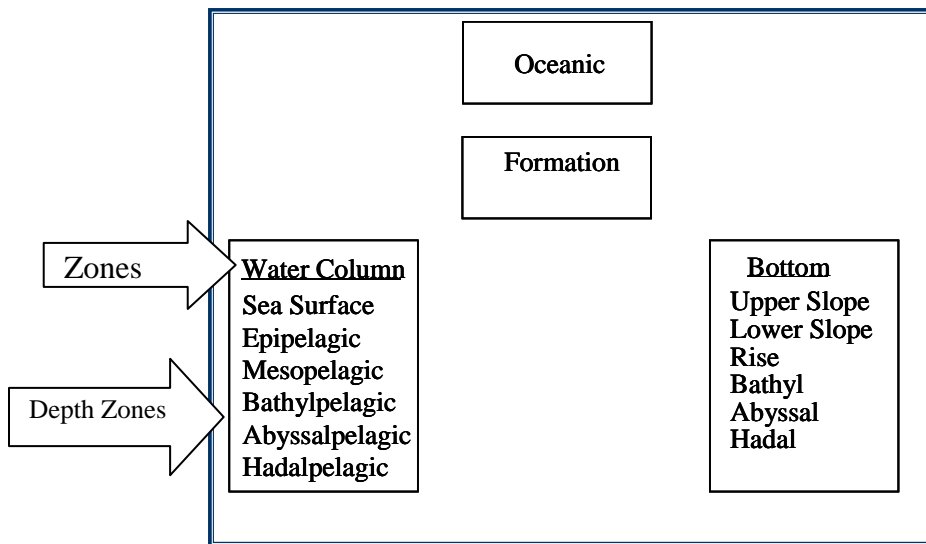 Oceanic
Formation
Zones
Water Column
Sea Surface
Epipelagic
Mesopelagic
Bathylpelagic
Abyssalpelagic
Hadalpelagic
Depth Zones
Bottom
Upper Slope
Lower Slope
Rise
Bathyl
Abyssal
Hadal